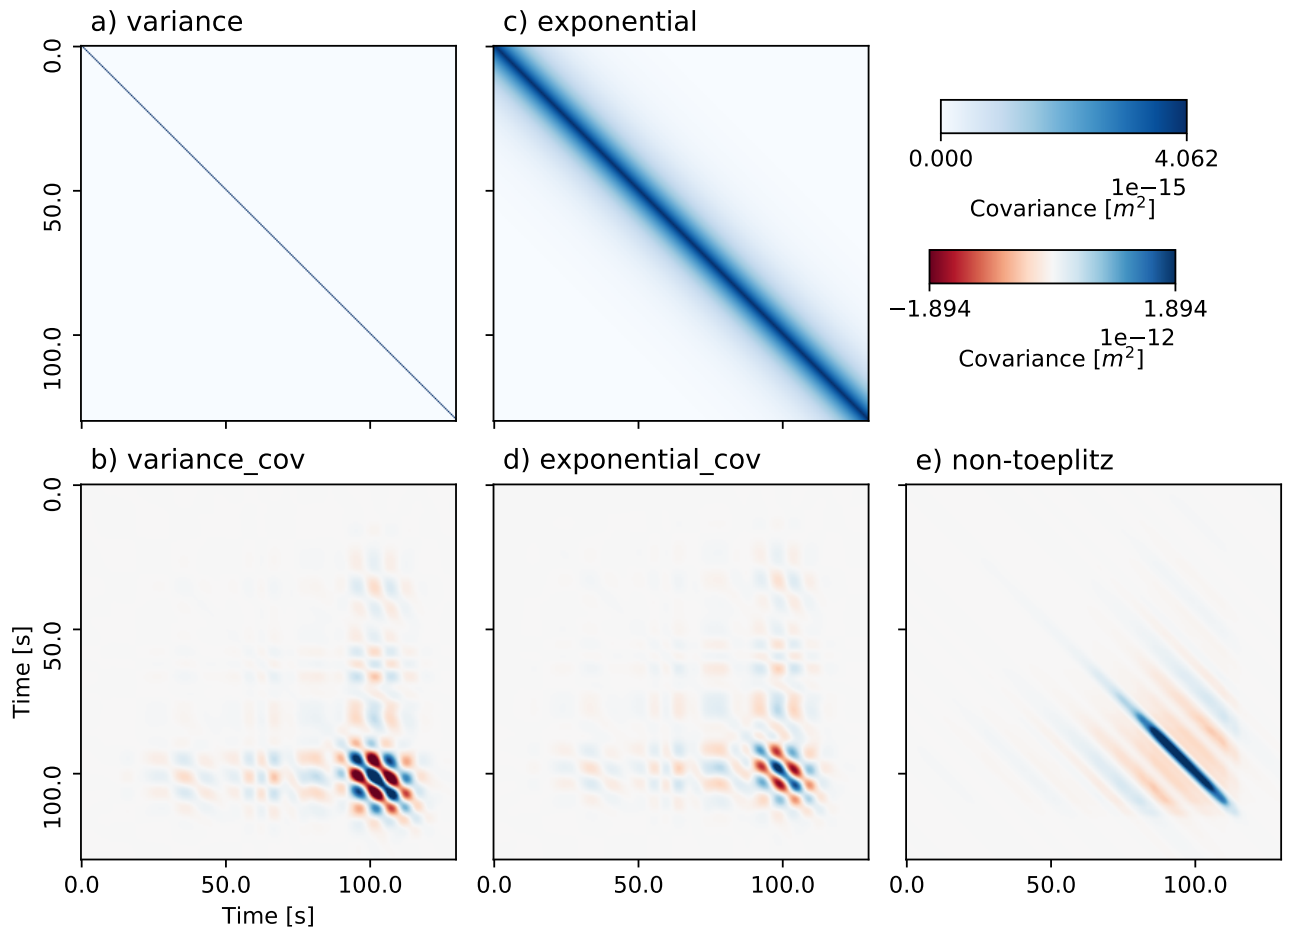 a) variance
c) exponential
0.0
50.0
100.0
0.000 4.062
1e−15
Covariance [m²]
−1.894 1.894
1e−12
Covariance [m²]
b) variance_cov
d) exponential_cov
e) non-toeplitz
0.0
50.0
100.0
Time [s]
0.0 50.0 100.0
0.0 50.0 100.0
0.0 50.0 100.0
Time [s]